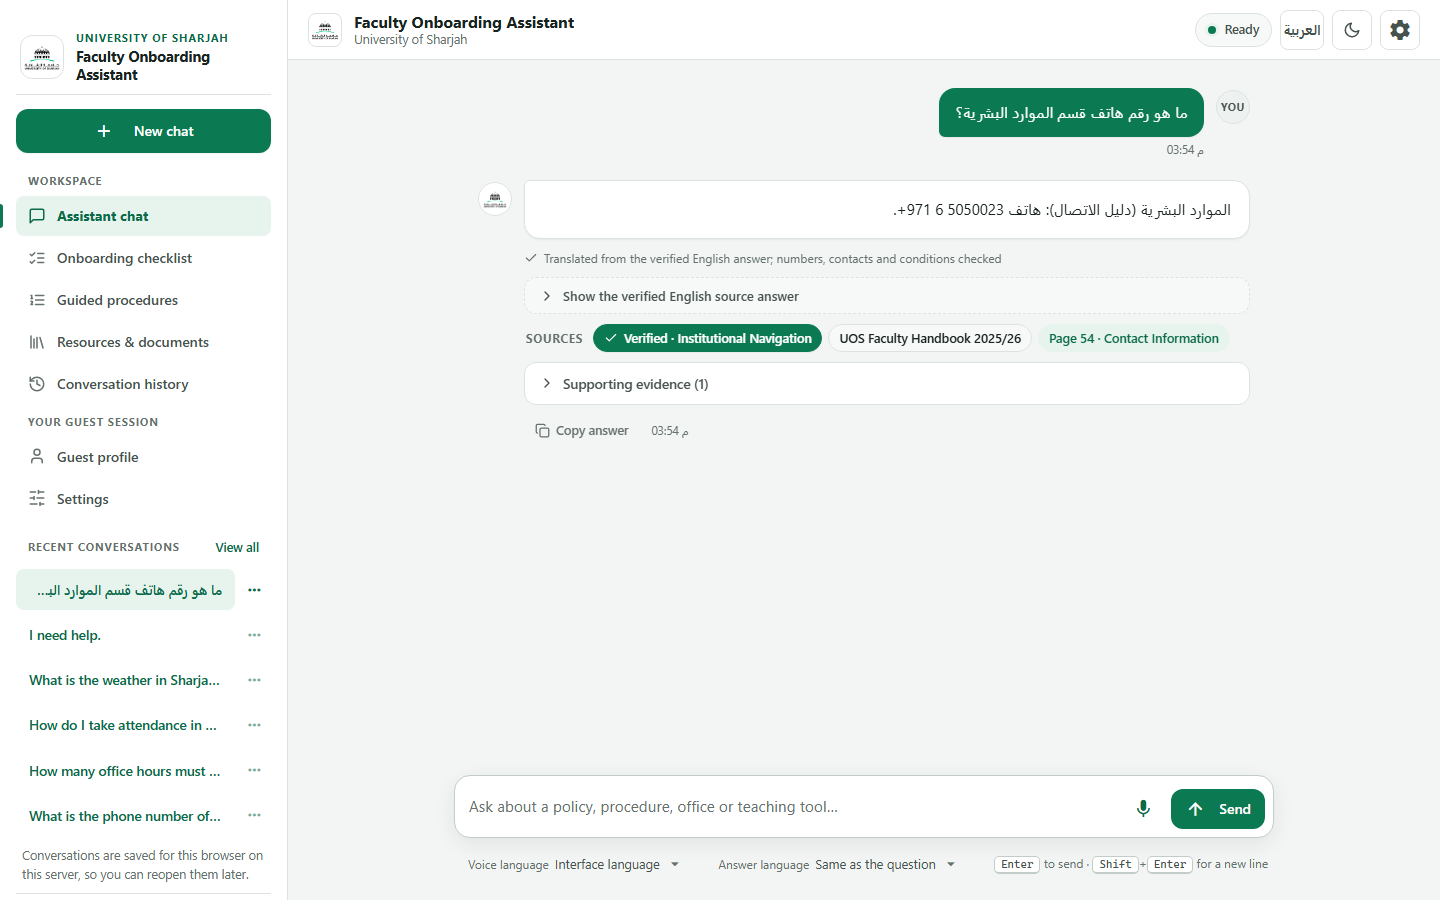 UNIVERSITY OF SHARJAH
Faculty Onboarding
Assistant
New chat
WORKSPACE
Assistant chat
Onboarding checklist
Guided procedures
Resources & documents
Conversation history
YOUR GUEST SESSION
Guest profile
Settings
RECENT CONVERSATIONS
View all
ما هو رقم هاتف قسم الموارد الب...
I need help.
What is the weather in Sharja...
How do I take attendance in ...
How many office hours must ...
What is the phone number of...
Conversations are saved for this browser on
this server, so you can reopen them later.
Faculty Onboarding Assistant
University of Sharjah
Ready
العربية
ما هو رقم هاتف قسم الموارد البشرية؟
YOU
03:54 م
الموارد البشرية (دليل الاتصال): هاتف 5050023 6 971+.
Translated from the verified English answer; numbers, contacts and conditions checked
Show the verified English source answer
SOURCES
Verified · Institutional Navigation
UOS Faculty Handbook 2025/26
Page 54 · Contact Information
Supporting evidence (1)
Copy answer
03:54 م
Ask about a policy, procedure, office or teaching tool...
Send
Voice language Interface language
Answer language Same as the question
Enter to send · Shift + Enter for a new line